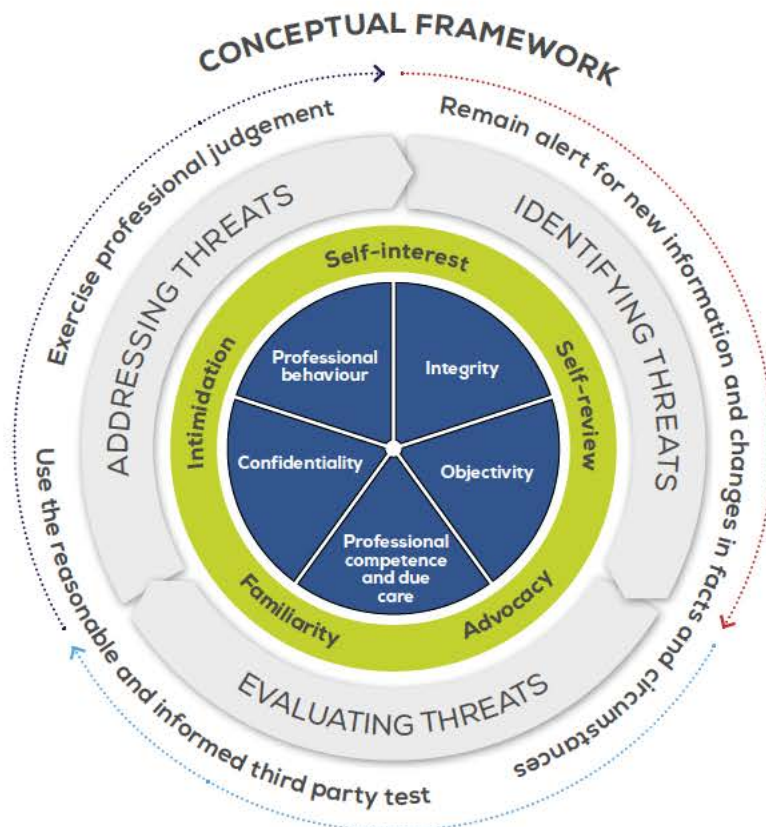 CONCEPTUAL FRAMEWORK
Exercise professional judgement
Remain alert for new information and changes in facts and circumstances
Use the reasonable and informed third party test
ADDRESSING THREATS
IDENTIFYING THREATS
EVALUATING THREATS
Self-interest
Self-review
Advocacy
Familiarity
Intimidation
Professional
behaviour
Integrity
Confidentiality
Objectivity
Professional
competence
and due
care